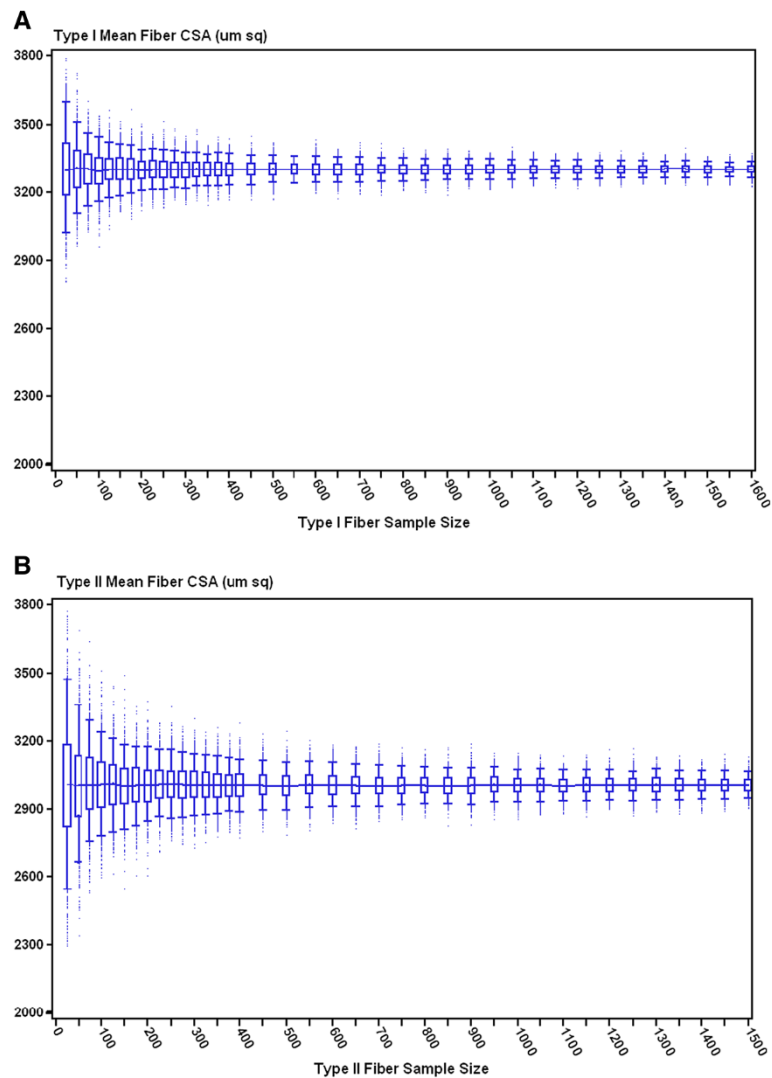 A
Type I Mean Fiber CSA (um sq)
3800
3500
3200
2900
2600
2300
2000
0 100 200 300 400 500 600 700 800 900 1000 1100 1200 1300 1400 1500 1600
Type I Fiber Sample Size
B
Type II Mean Fiber CSA (um sq)
3800
3500
3200
2900
2600
2300
2000
0 100 200 300 400 500 600 700 800 900 1000 1100 1200 1300 1400 1500
Type II Fiber Sample Size